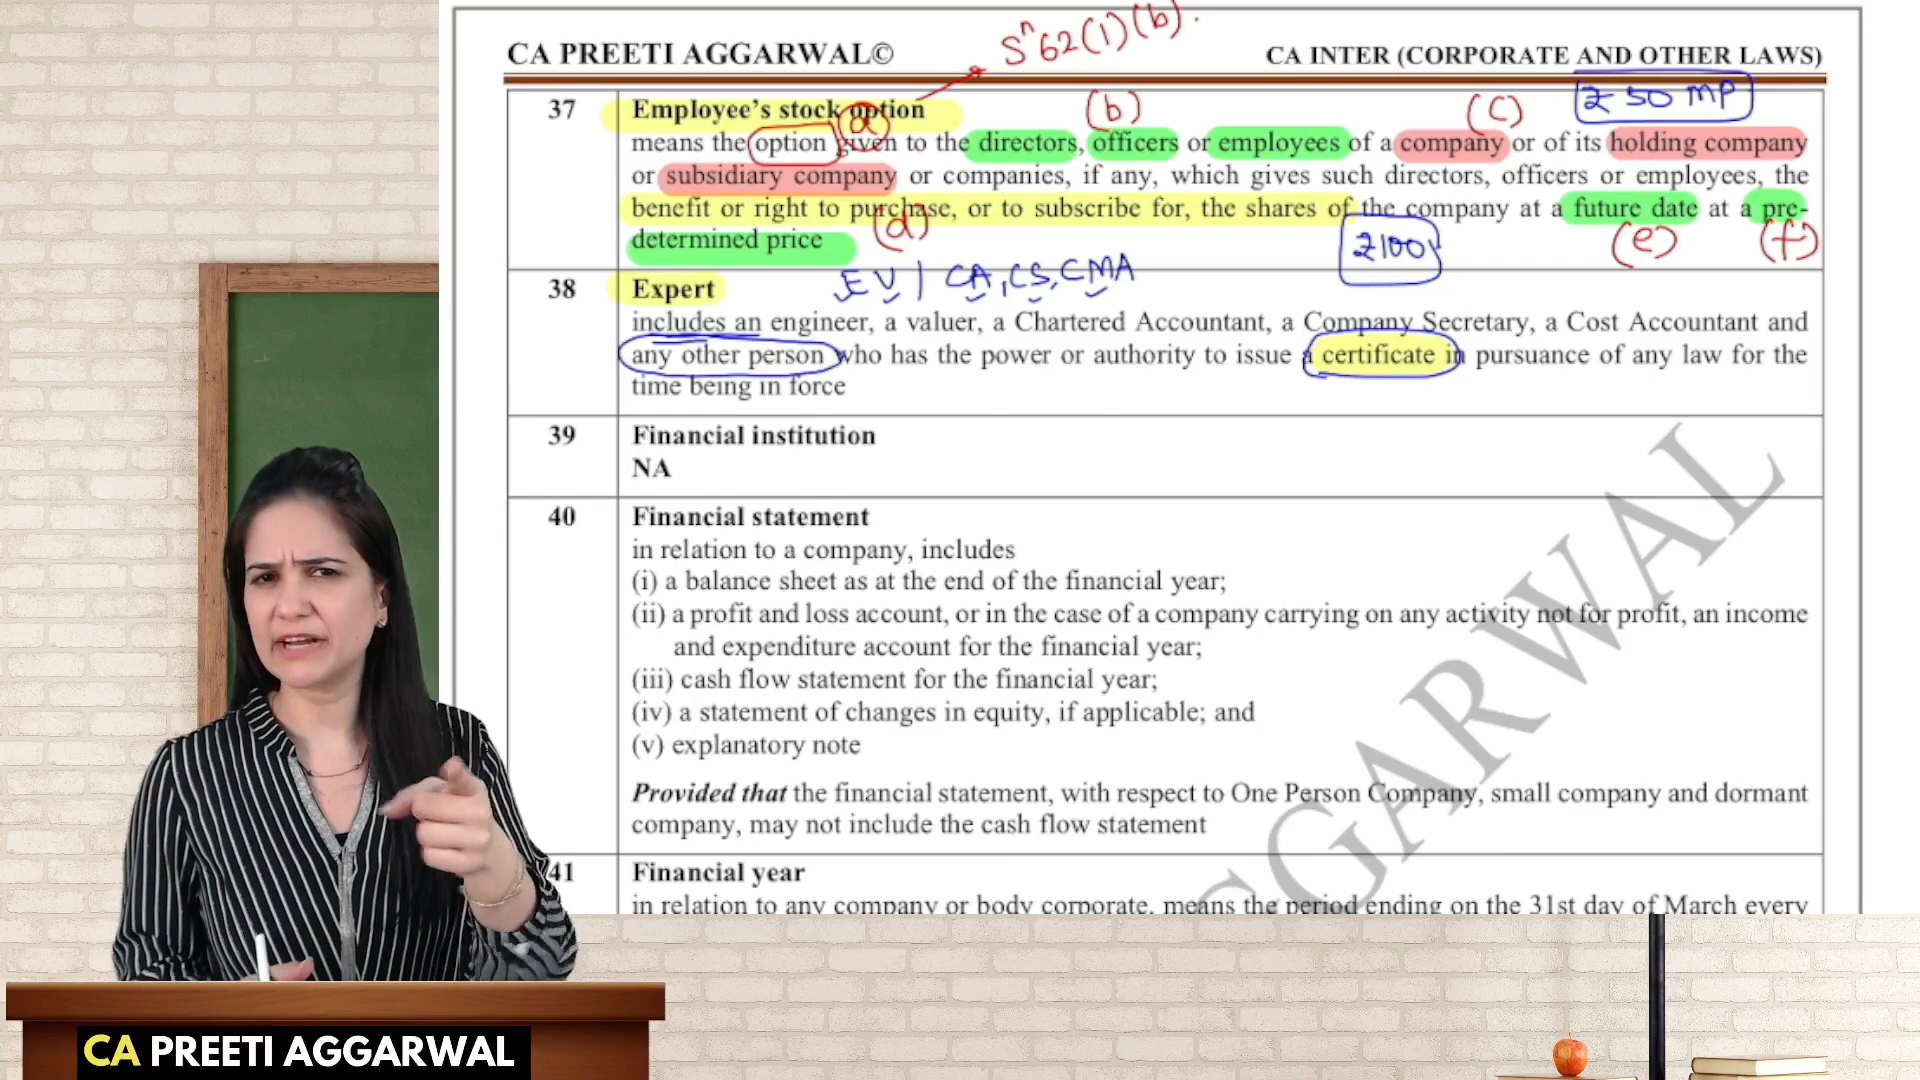 Sⁿ 62(1)(b).
CA PREETI AGGARWAL© CA INTER (CORPORATE AND OTHER LAWS)
₹ 50 MP
37 Employee's stock option
(a) (b) (c)
means the option given to the directors, officers or employees of a company or of its holding company
or subsidiary company or companies, if any, which gives such directors, officers or employees, the
benefit or right to purchase, or to subscribe for, the shares of the company at a future date at a pre-
determined price
(d) ₹100 (e) (f)
EV | CA, CS, CMA
38 Expert
includes an engineer, a valuer, a Chartered Accountant, a Company Secretary, a Cost Accountant and
any other person who has the power or authority to issue a certificate in pursuance of any law for the
time being in force
39 Financial institution
NA
40 Financial statement
in relation to a company, includes
(i) a balance sheet as at the end of the financial year;
(ii) a profit and loss account, or in the case of a company carrying on any activity not for profit, an income
and expenditure account for the financial year;
(iii) cash flow statement for the financial year;
(iv) a statement of changes in equity, if applicable; and
(v) explanatory note
Provided that the financial statement, with respect to One Person Company, small company and dormant
company, may not include the cash flow statement
41 Financial year
in relation to any company or body corporate, means the period ending on the 31st day of March every
GGARWAL
CA PREETI AGGARWAL